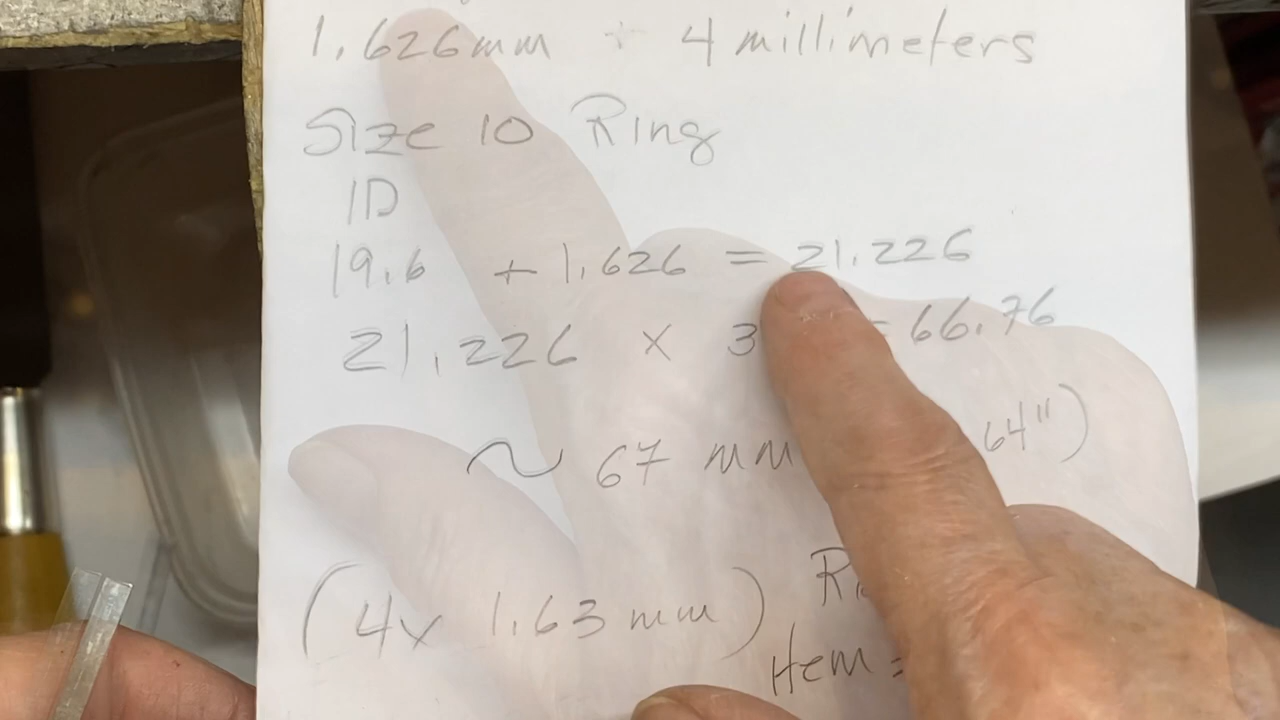 1.626mm + 4 millimeters
Size 10 Ring
ID
19.6 + 1.626 = 21.226
21.226 x 3 = 66.76
~ 67 mm 64")
(4x 1.63 mm)
Hem =